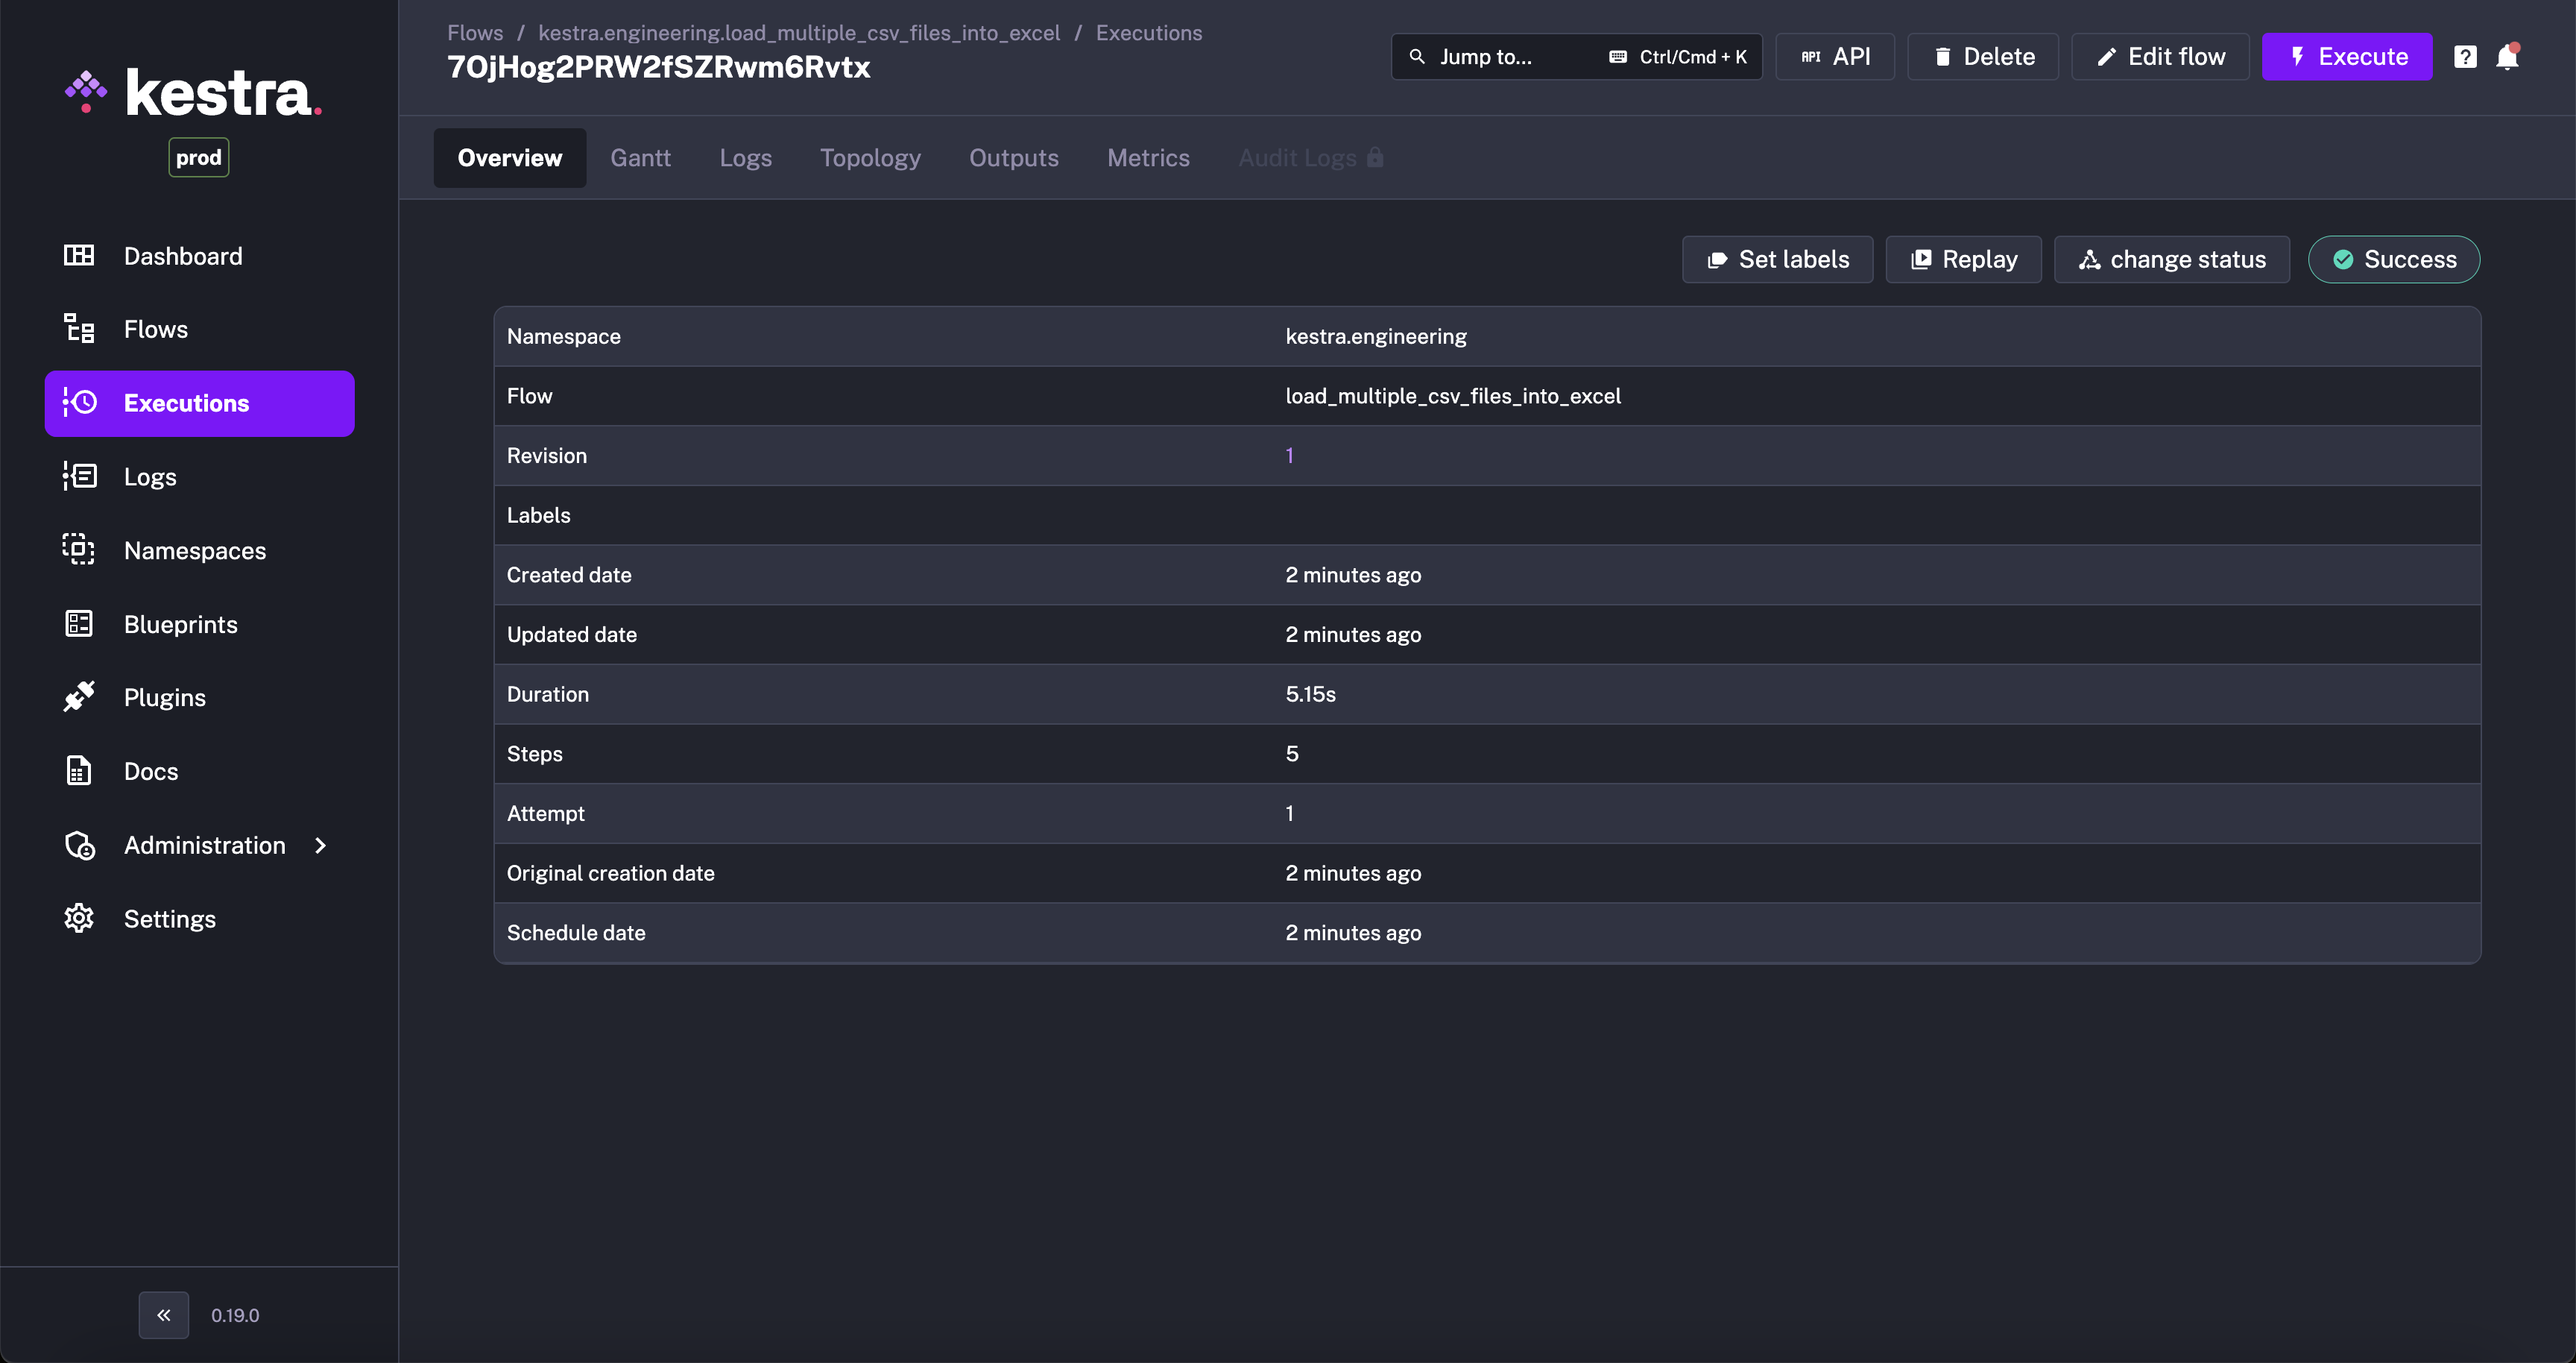 kestra.
prod
Dashboard
Flows
Executions
Logs
Namespaces
Blueprints
Plugins
Docs
Administration
Settings
0.19.0
Flows / kestra.engineering.load_multiple_csv_files_into_excel / Executions
7OjHog2PRW2fSZRwm6Rvtx
Jump to... Ctrl/Cmd + K
API API
Delete
Edit flow
Execute
Overview Gantt Logs Topology Outputs Metrics Audit Logs
Set labels Replay change status Success
Namespace kestra.engineering
Flow load_multiple_csv_files_into_excel
Revision 1
Labels
Created date 2 minutes ago
Updated date 2 minutes ago
Duration 5.15s
Steps 5
Attempt 1
Original creation date 2 minutes ago
Schedule date 2 minutes ago